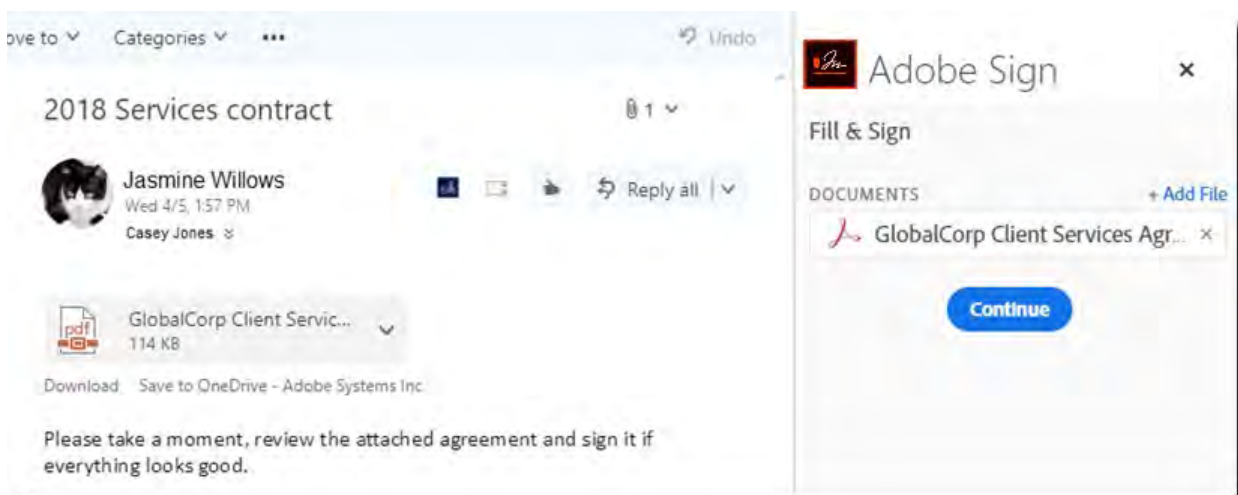 ove to
Categories
Undo
2018 Services contract
1
Jasmine Willows
Wed 4/5, 1:57 PM
Reply all
Casey Jones
pdf
GlobalCorp Client Servic...
114 KB
Download Save to OneDrive - Adobe Systems Inc
Please take a moment, review the attached agreement and sign it if
everything looks good.
Adobe Sign
Fill & Sign
DOCUMENTS
+ Add File
GlobalCorp Client Services Agr...
Continue